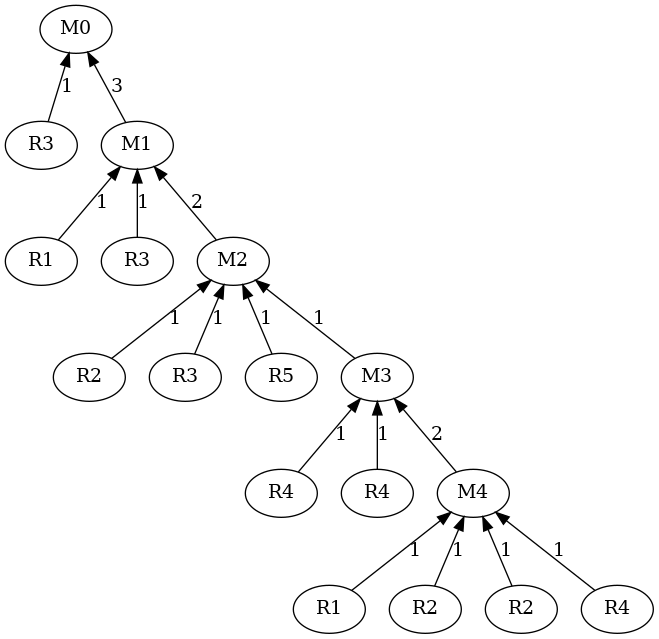 M0
1 3
R3 M1
1 1 2
R1 R3 M2
1 1 1 1
R2 R3 R5 M3
1 1 2
R4 R4 M4
1 1 1 1
R1 R2 R2 R4